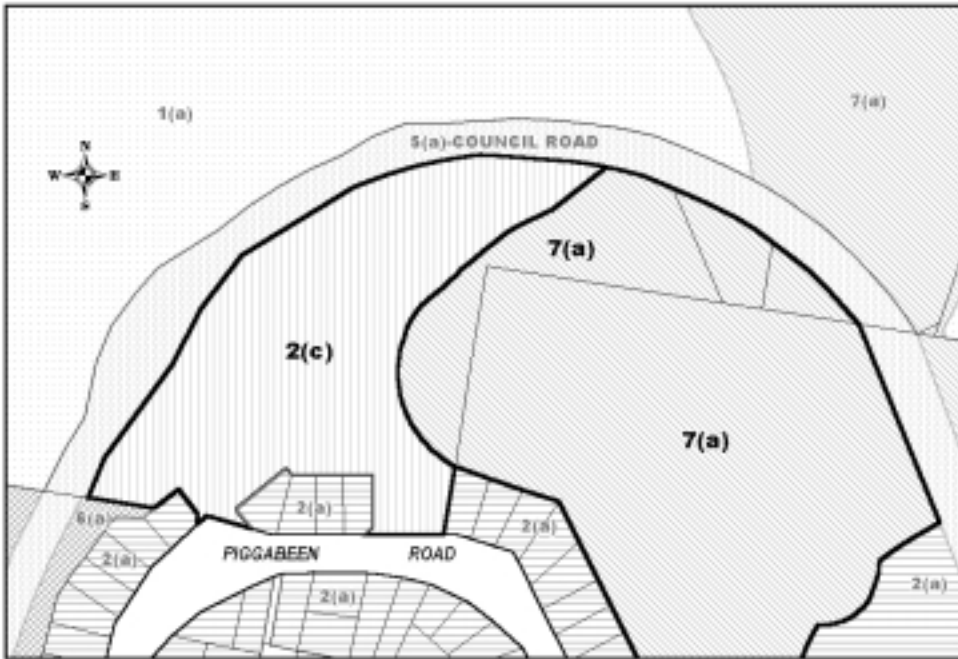 7(a)
1(a)
5(a)-COUNCIL ROAD
N
W E
S
7(a)
2(c)
7(a)
2(a)
6(a)
2(a)
2(a)
PIGGABEEN ROAD
2(a)
2(a)